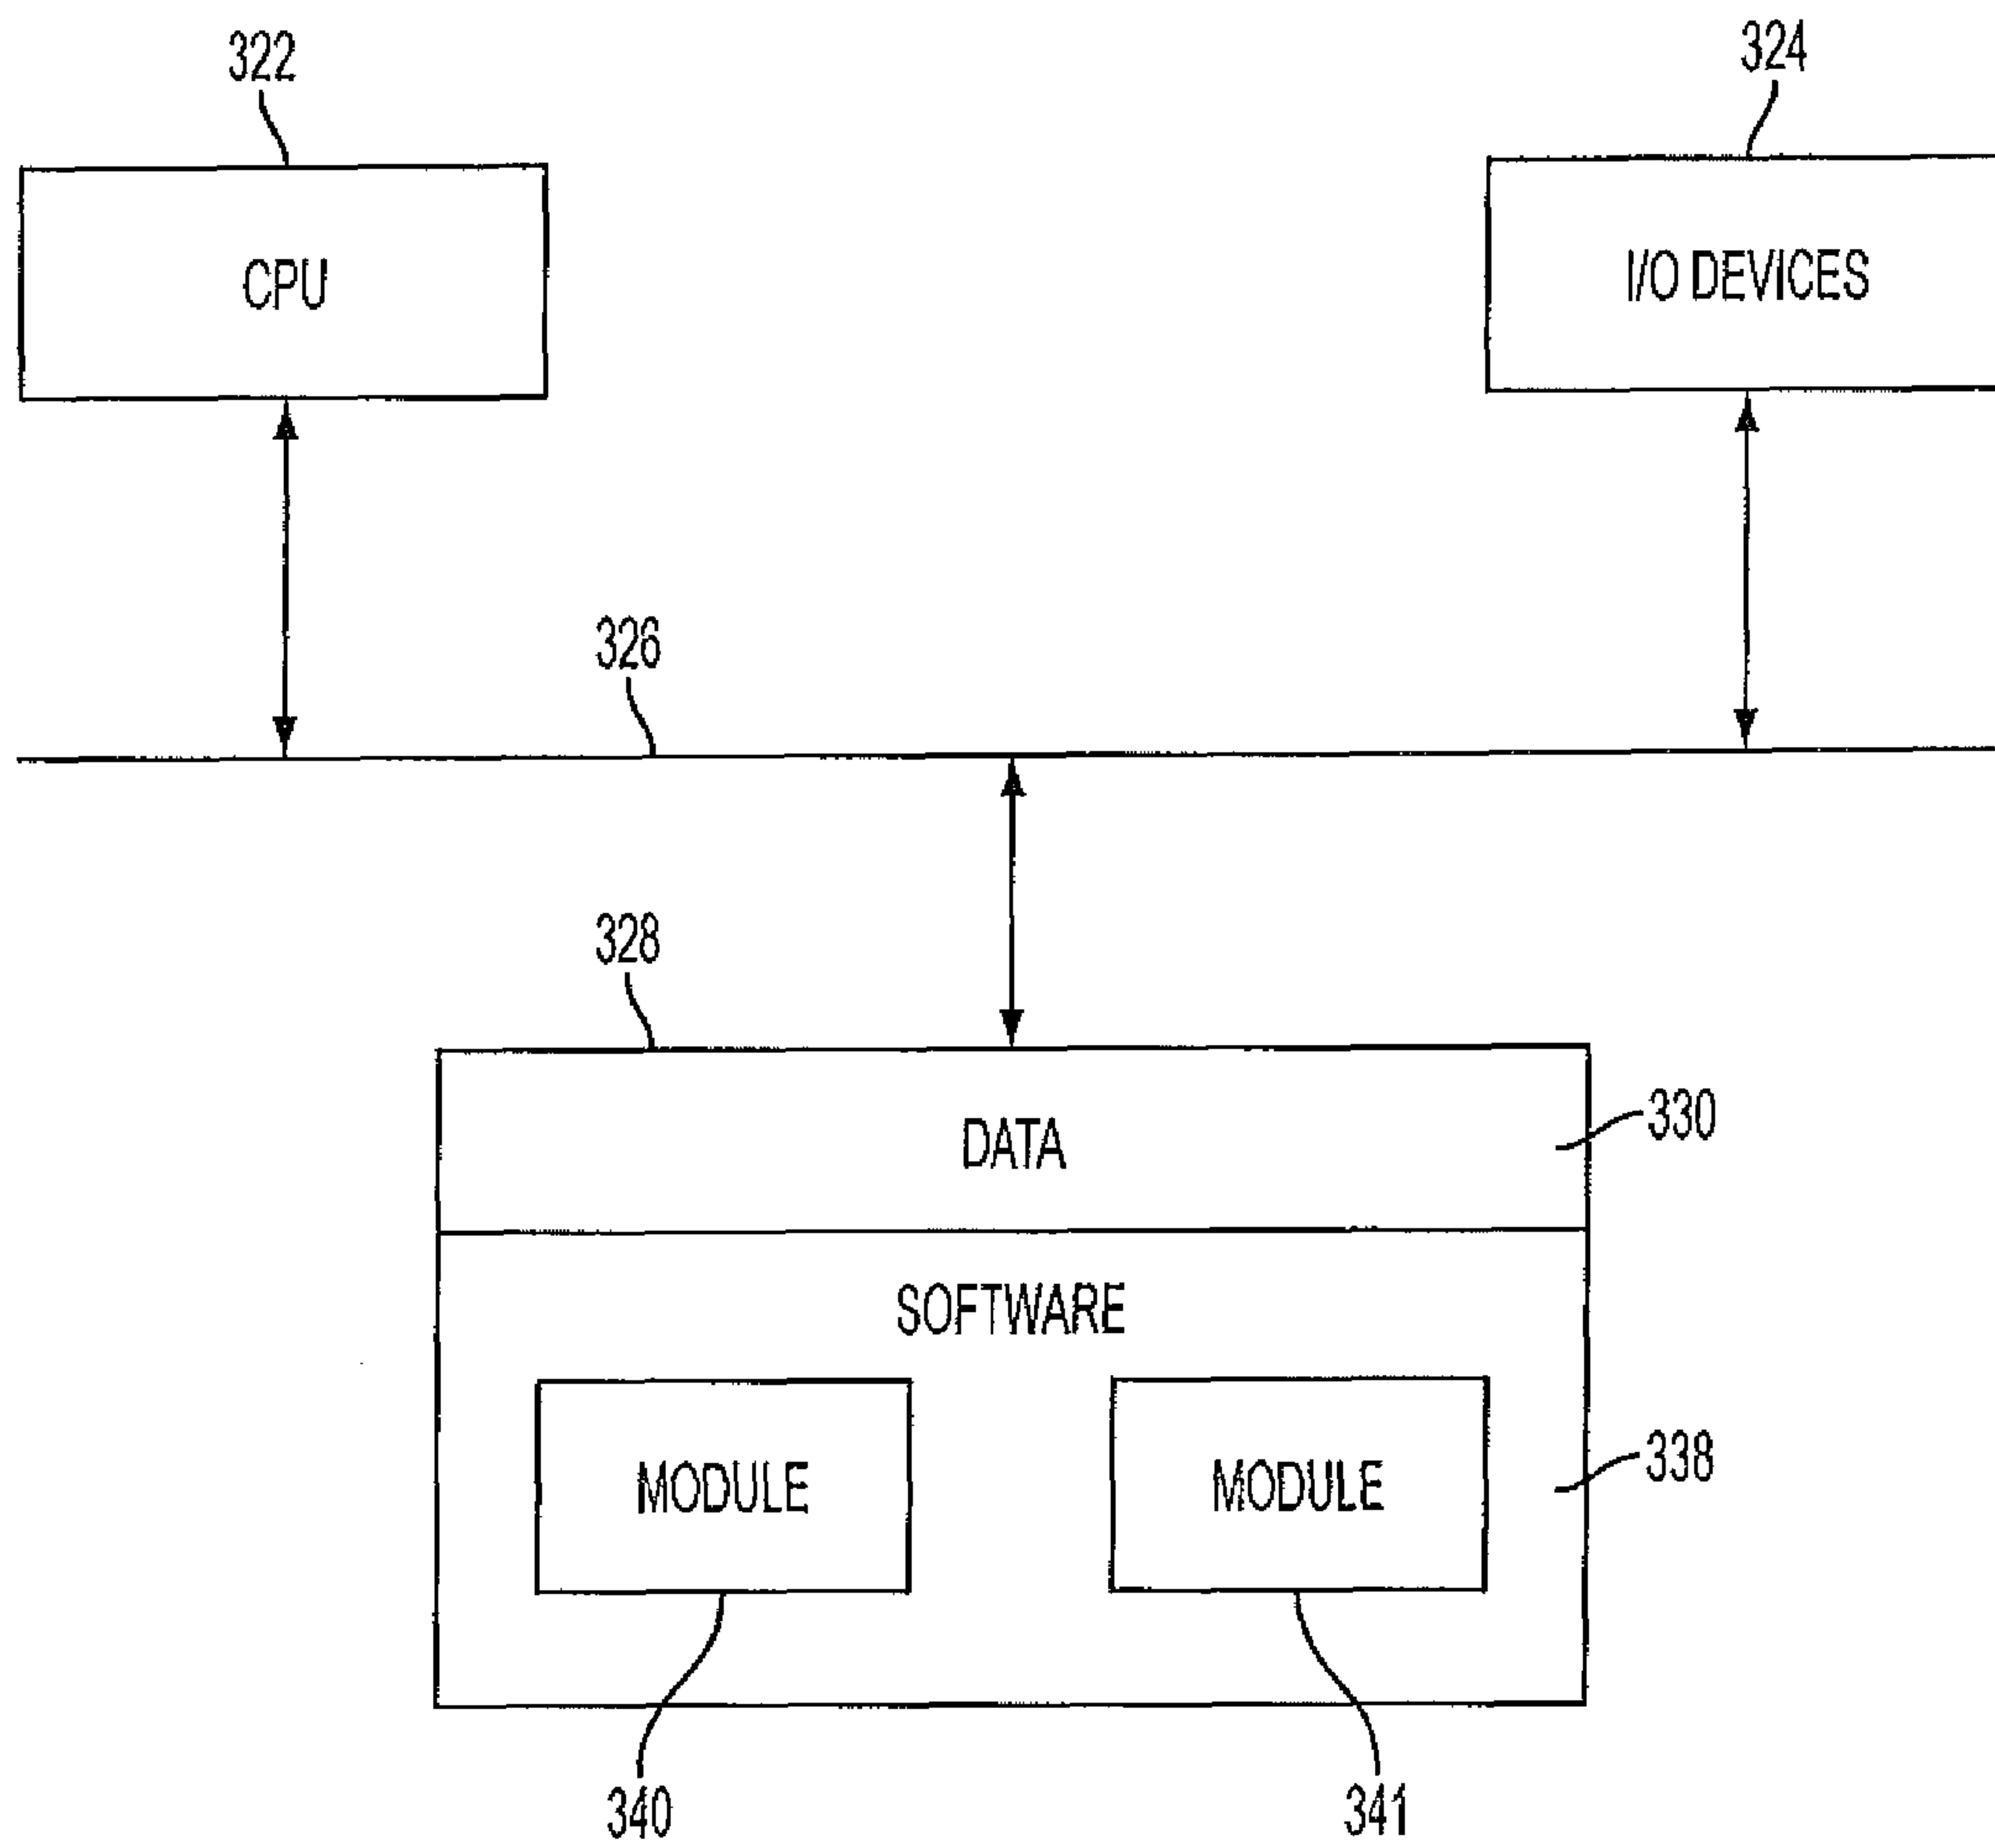 322
324
CPU
I/O DEVICES
326
328
DATA
330
SOFTWARE
MODULE
MODULE
338
340
341